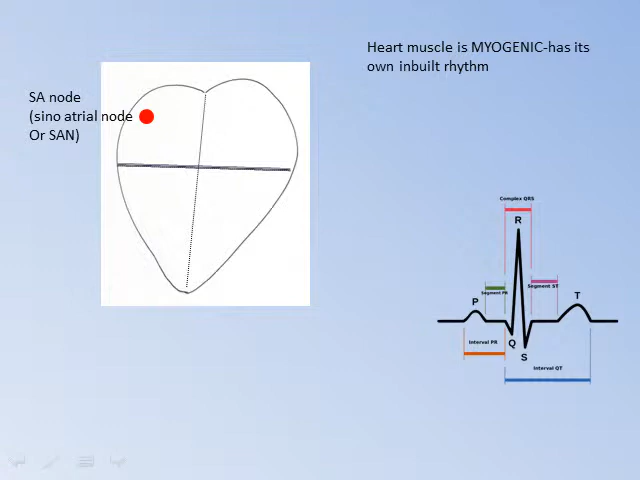 Heart muscle is MYOGENIC-has its
own inbuilt rhythm
SA node
(sino atrial node
Or SAN)
Complex QRS
R
Segment PR
Segment ST
P
T
Interval PR
Q
S
Interval QT